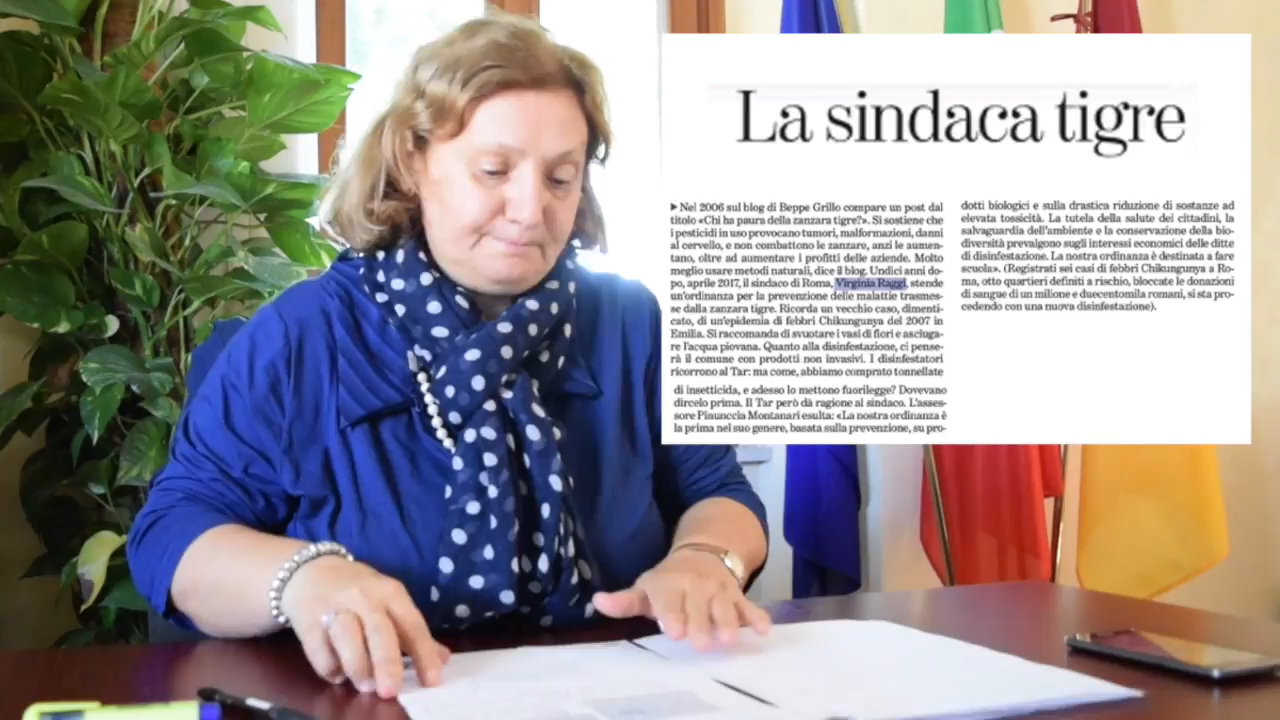 La sindaca tigre
▶ Nel 2006 sul blog di Beppe Grillo compare un post dal
titolo «Chi ha paura della zanzara tigre?». Si sostiene che
i pesticidi in uso provocano tumori, malformazioni, danni
al cervello, e non combattono le zanzare, anzi le aumen-
tano, oltre ad aumentare i profitti delle aziende. Molto
meglio usare metodi naturali, dice il blog. Undici anni do-
po, aprile 2017, il sindaco di Roma, Virginia Raggi, stende
un'ordinanza per la prevenzione delle malattie trasmes-
se dalla zanzara tigre. Ricorda un vecchio caso, dimenti-
cato, di un'epidemia di febbri Chikungunya del 2007 in
Emilia. Si raccomanda di svuotare i vasi di fiori e asciuga-
re l'acqua piovana. Quanto alla disinfestazione, ci pense-
rà il comune con prodotti non invasivi. I disinfestatori
ricorrono al Tar: ma come, abbiamo comprato tonnellate
di insetticida, e adesso lo mettono fuorilegge? Dovevano
dircelo prima. Il Tar però dà ragione al sindaco. L'asses-
sore Pinunccia Montanari esulta: «La nostra ordinanza è
la prima nel suo genere, basata sulla prevenzione, su pro-
dotti biologici e sulla drastica riduzione di sostanze ad
elevata tossicità. La tutela della salute dei cittadini, la
salvaguardia dell'ambiente e la conservazione della bio-
diversità prevalgono sugli interessi economici delle ditte
di disinfestazione. La nostra ordinanza è destinata a fare
scuola». (Registrati sei casi di febbri Chikungunya a Ro-
ma, otto quartieri definiti a rischio, bloccate le donazioni
di sangue di un milione e duecentomila romani, si sta pro-
cedendo con una nuova disinfestazione).